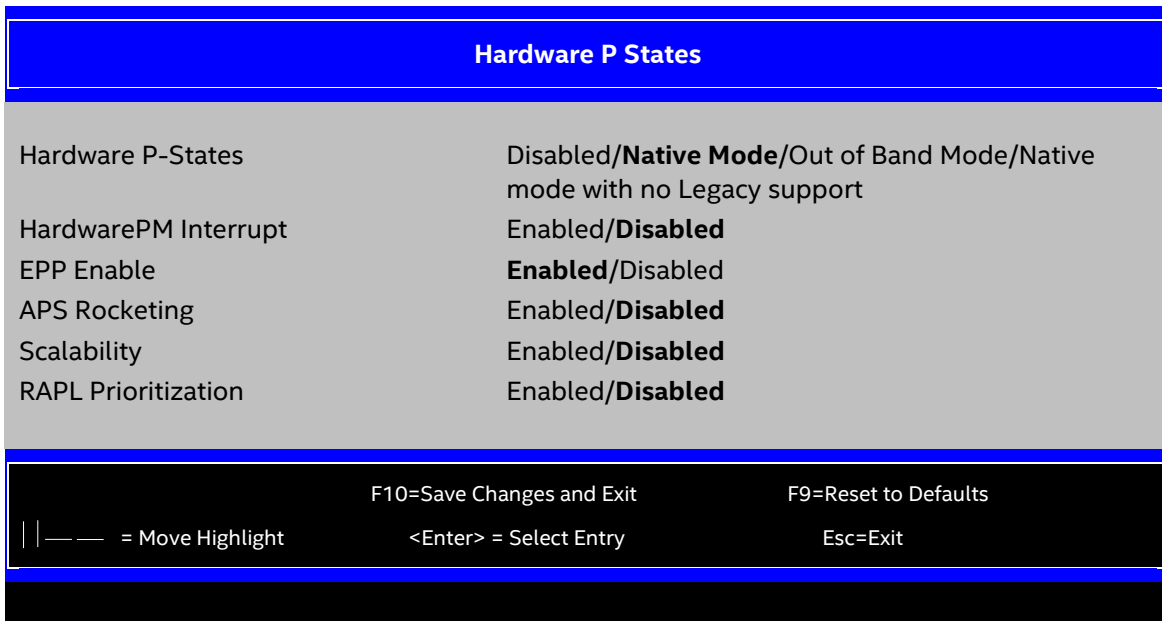 Hardware P States
Hardware P-States Disabled/Native Mode/Out of Band Mode/Native
mode with no Legacy support
HardwarePM Interrupt Enabled/Disabled
EPP Enable Enabled/Disabled
APS Rocketing Enabled/Disabled
Scalability Enabled/Disabled
RAPL Prioritization Enabled/Disabled
F10=Save Changes and Exit F9=Reset to Defaults
= Move Highlight <Enter> = Select Entry Esc=Exit